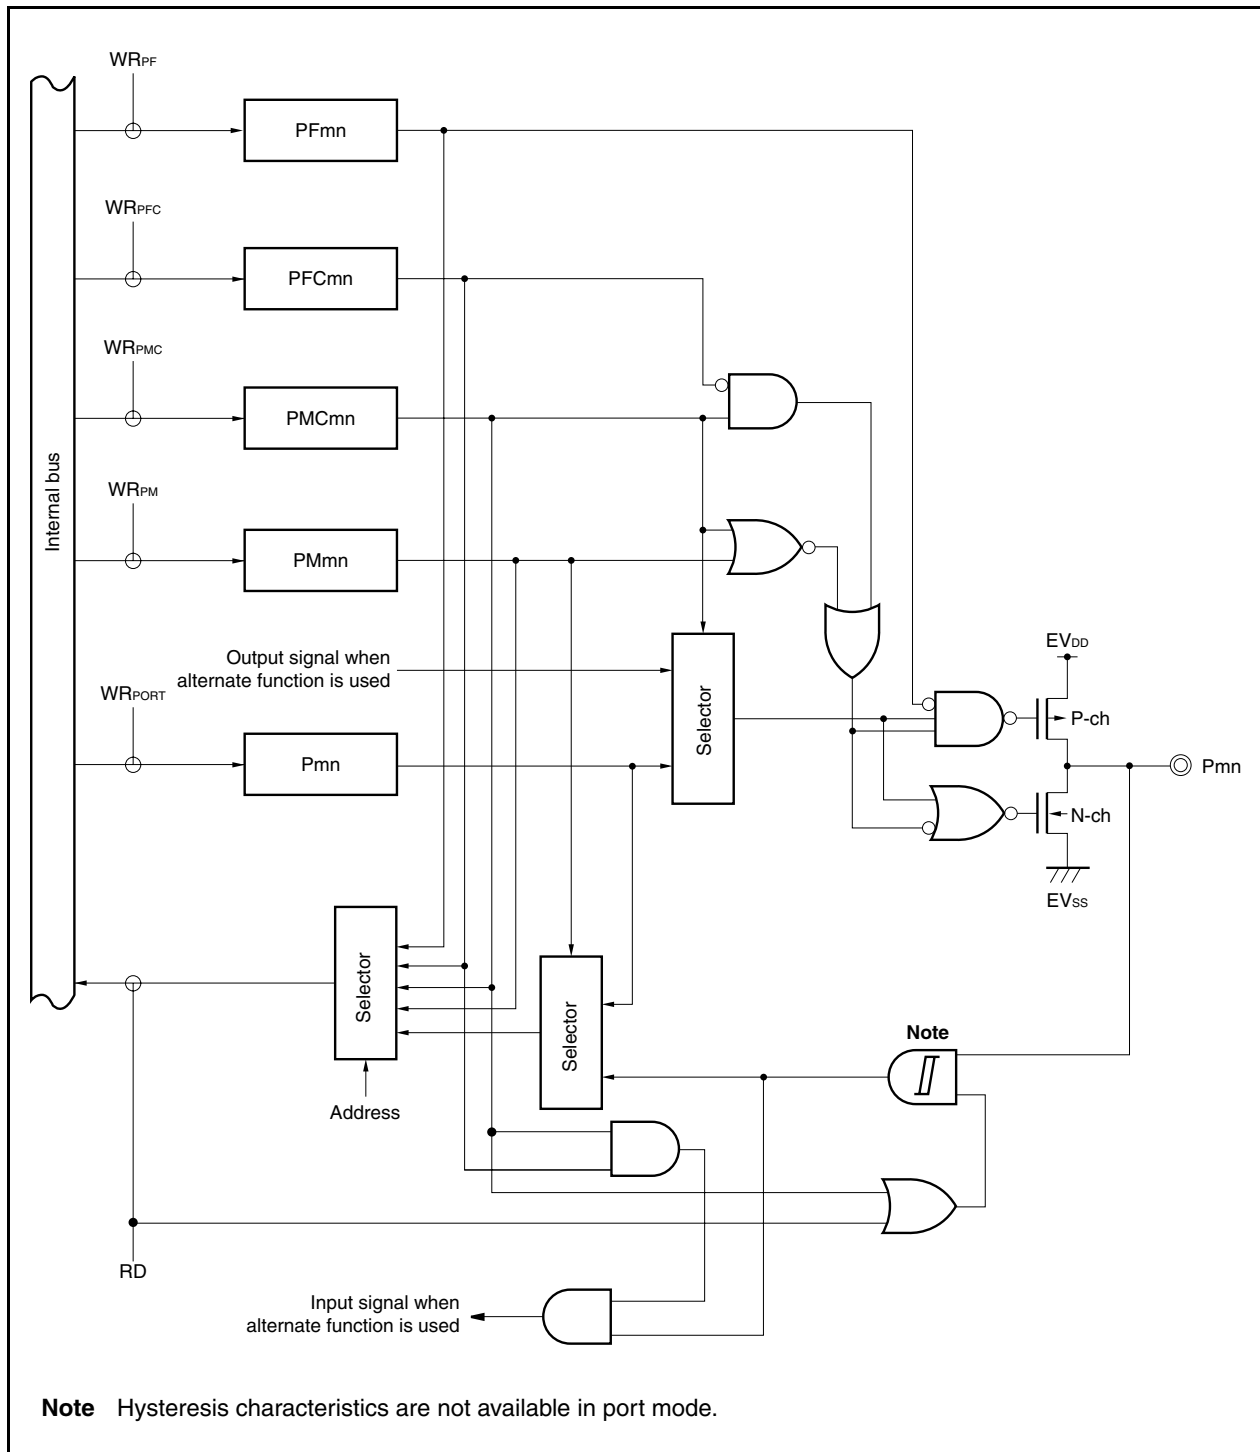 WRPF
PFmn
WRPFC
PFCmn
WRPMC
PMCmn
Internal bus
WRPM
PMmn
Output signal when
alternate function is used
WRPORT
Pmn
Selector
EVDD
P-ch
Pmn
N-ch
EVSS
Selector
Selector
Note
Address
RD
Input signal when
alternate function is used
Note Hysteresis characteristics are not available in port mode.